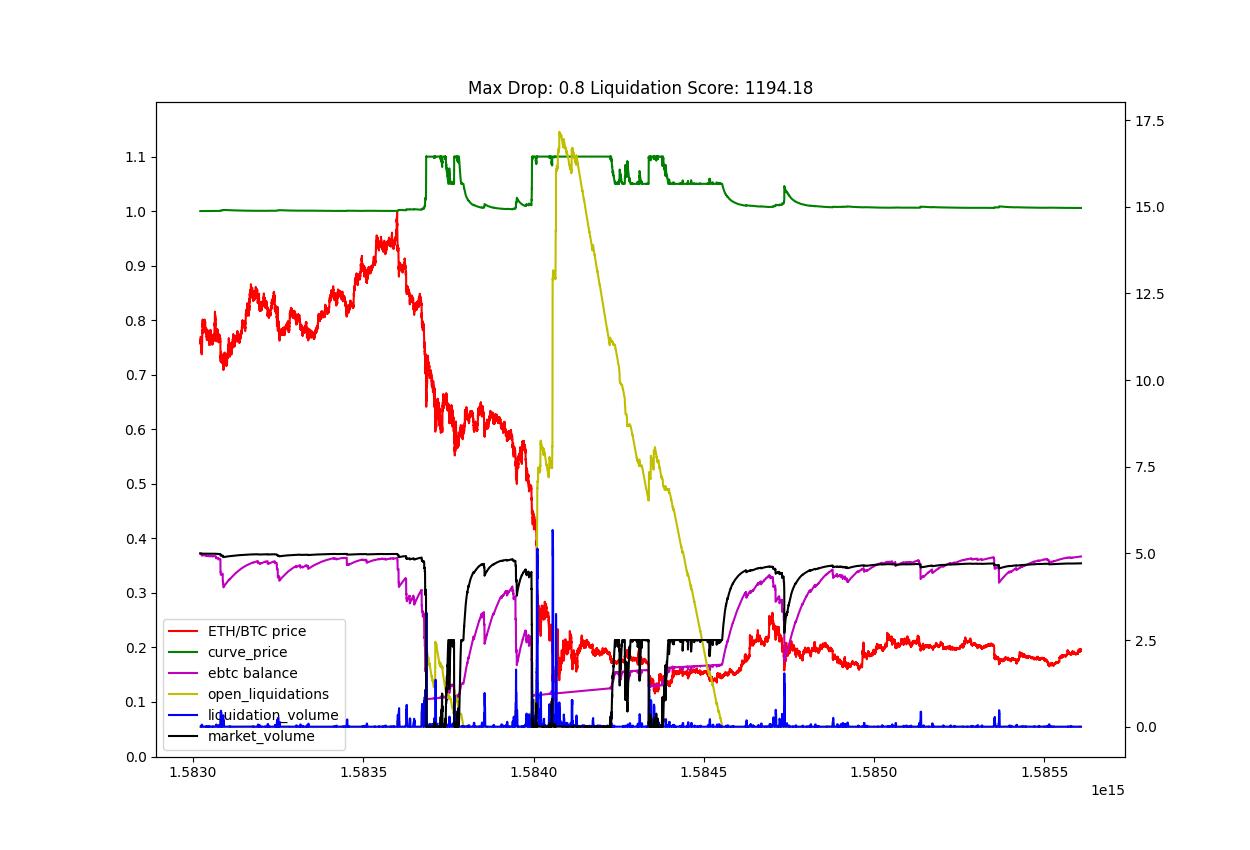 Max Drop: 0.8 Liquidation Score: 1194.18
1.1
1.0
0.9
0.8
0.7
0.6
0.5
0.4
0.3
0.2
0.1
0.0
17.5
15.0
12.5
10.0
7.5
5.0
2.5
0.0
ETH/BTC price
curve_price
ebtc balance
open_liquidations
liquidation_volume
market_volume
1.5830 1.5835 1.5840 1.5845 1.5850 1.5855
1e15